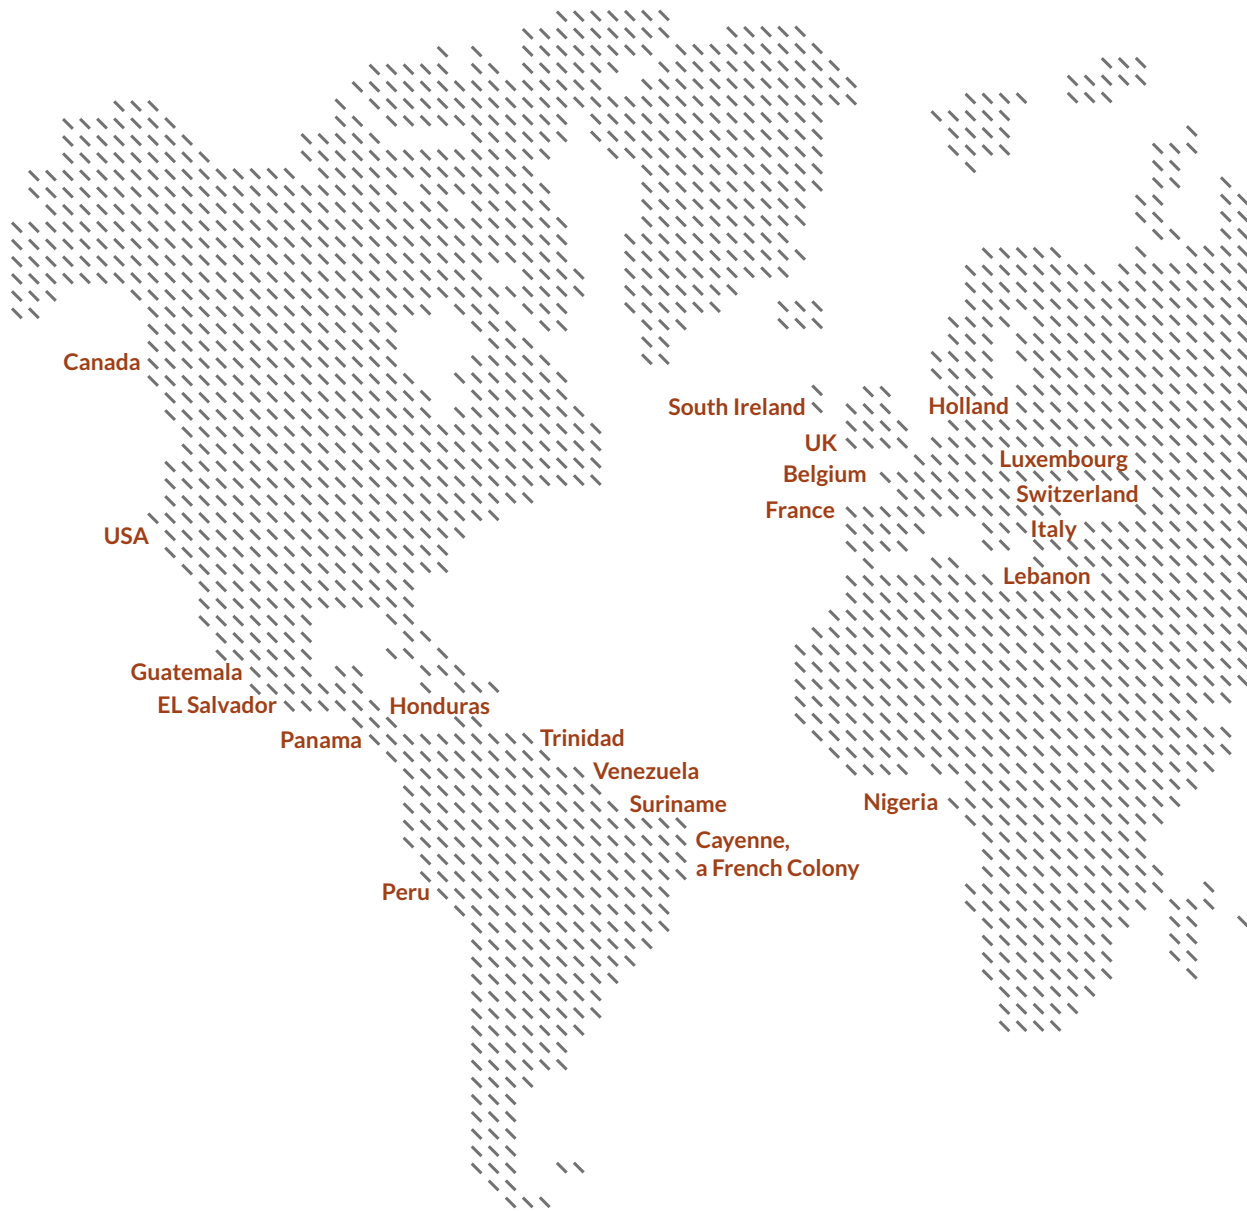 Canada
South Ireland
Holland
UK
Luxembourg
Belgium
Switzerland
France
Italy
USA
Lebanon
Guatemala
EL Salvador
Honduras
Panama
Trinidad
Venezuela
Nigeria
Suriname
Cayenne,
a French Colony
Peru